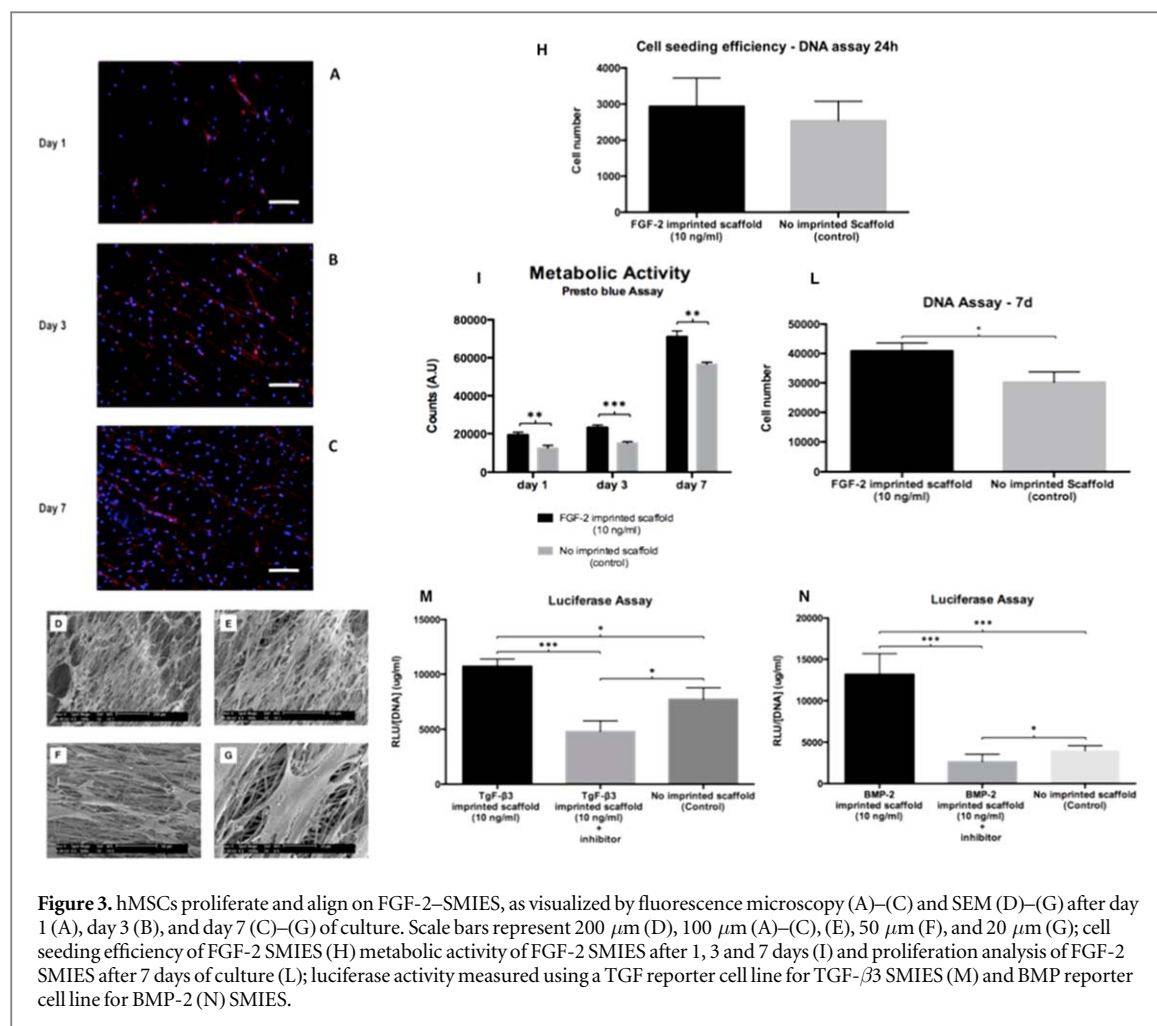 A
Day 1
B
Day 3
C
Day 7
D
E
F
G
H
Cell seeding efficiency - DNA assay 24h
Cell number
4000
3000
2000
1000
0
FGF-2 imprinted scaffold
(10 ng/ml)
No imprinted Scaffold
(control)
I
Metabolic Activity
Presto blue Assay
Counts (A.U)
80000
60000
40000
20000
0
**
***
**
day 1
day 3
day 7
FGF-2 imprinted scaffold
(10 ng/ml)
No imprinted scaffold
(control)
L
DNA Assay - 7d
Cell number
50000
40000
30000
20000
10000
0
*
FGF-2 imprinted scaffold
(10 ng/ml)
No imprinted Scaffold
(control)
M
Luciferase Assay
RLU/[DNA] (ug/ml)
15000
10000
5000
0
*
***
*
TgF-β3
imprinted scaffold
(10 ng/ml)
TgF-β3
imprinted scaffold
(10 ng/ml)
+
inhibitor
No imprinted scaffold
(Control)
N
Luciferase Assay
RLU/[DNA] (ug/ml)
20000
15000
10000
5000
0
***
***
*
BMP-2
imprinted scaffold
(10 ng/ml)
BMP-2
imprinted scaffold
(10 ng/ml)
+
inhibitor
No imprinted scaffold
(Control)
Figure 3. hMSCs proliferate and align on FGF-2–SMIES, as visualized by fluorescence microscopy (A)–(C) and SEM (D)–(G) after day
1 (A), day 3 (B), and day 7 (C)–(G) of culture. Scale bars represent 200 μm (D), 100 μm (A)–(C), (E), 50 μm (F), and 20 μm (G); cell
seeding efficiency of FGF-2 SMIES (H) metabolic activity of FGF-2 SMIES after 1, 3 and 7 days (I) and proliferation analysis of FGF-2
SMIES after 7 days of culture (L); luciferase activity measured using a TGF reporter cell line for TGF-β3 SMIES (M) and BMP reporter
cell line for BMP-2 (N) SMIES.